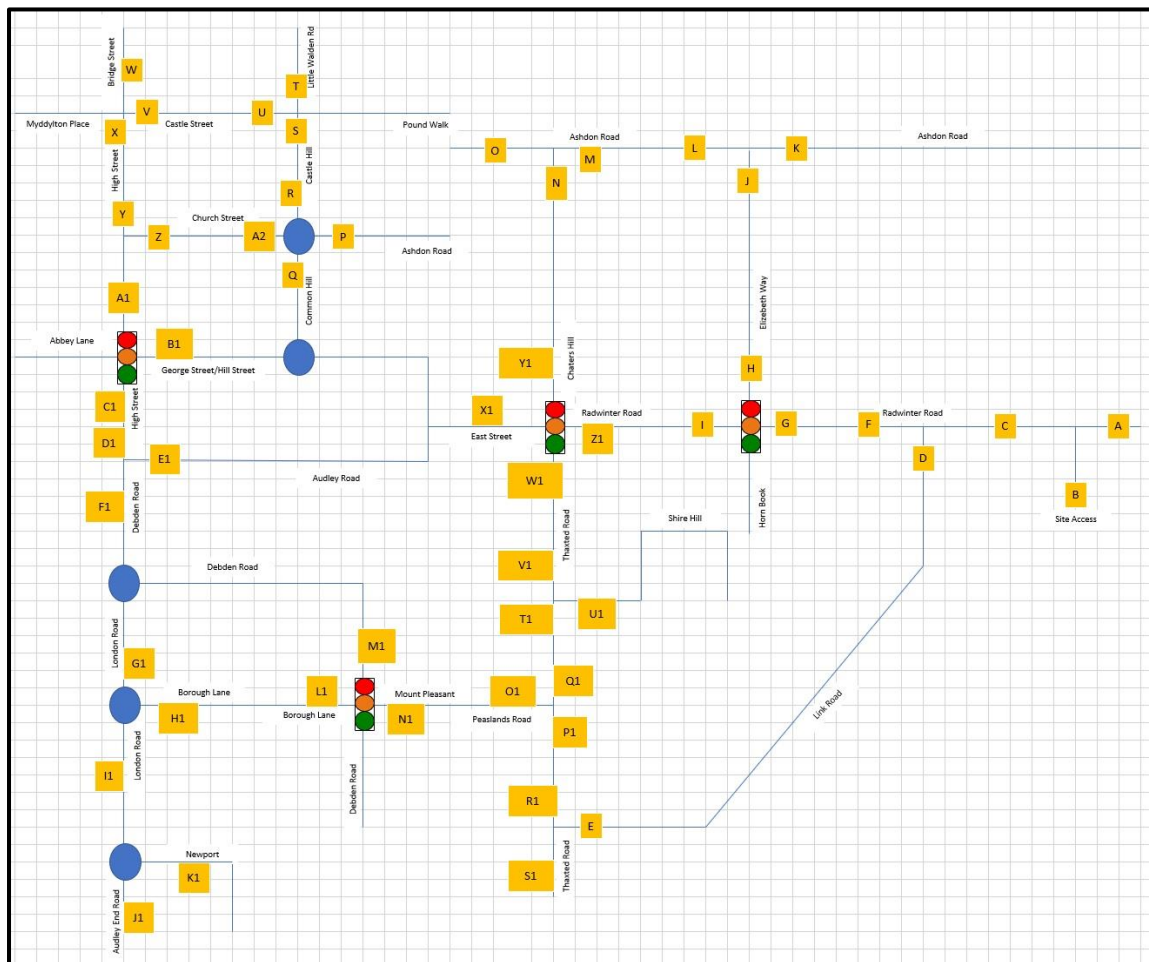 Bridge Street
W
Little Walden Rd
T
V
U
Myddylton Place
Castle Street
Pound Walk
X
S
High Street
Castle Hill
O
Ashdon Road
M
L
K
Ashdon Road
N
J
R
Y
Church Street
Z
A2
P
Ashdon Road
Q
Common Hill
A1
Elizebeth Way
Abbey Lane
B1
George Street/Hill Street
Y1
Chaters Hill
H
C1
High Street
X1
East Street
Radwinter Road
Z1
I
G
F
Radwinter Road
C
A
D1
E1
Audley Road
D
F1
Debden Road
W1
Thaxted Road
Horn Book
B
Site Access
Shire Hill
Debden Road
V1
T1
U1
London Road
G1
M1
Borough Lane
L1
Mount Pleasant
O1
Q1
H1
Borough Lane
N1
Peaslands Road
P1
Link Road
London Road
I1
Debden Road
R1
E
Newport
K1
S1
Thaxted Road
Audley End Road
J1